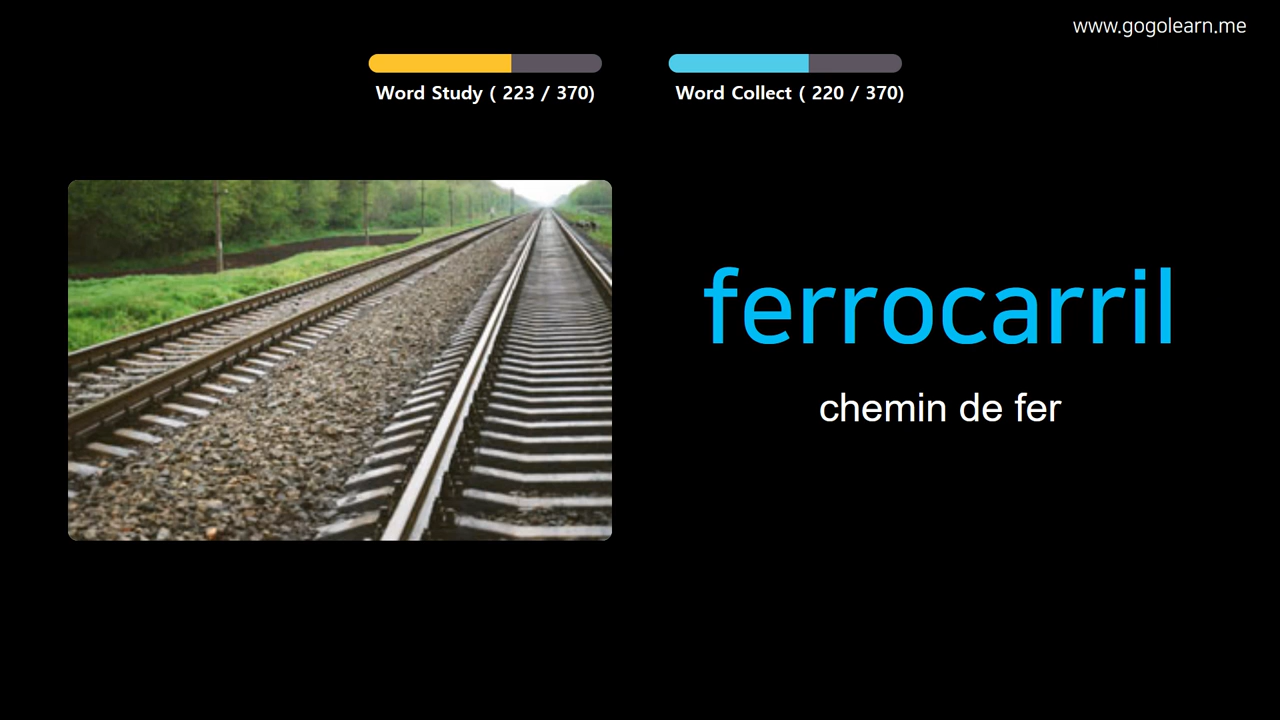 www.gogolearn.me
Word Study ( 223 / 370)
Word Collect ( 220 / 370)
ferrocarril
chemin de fer